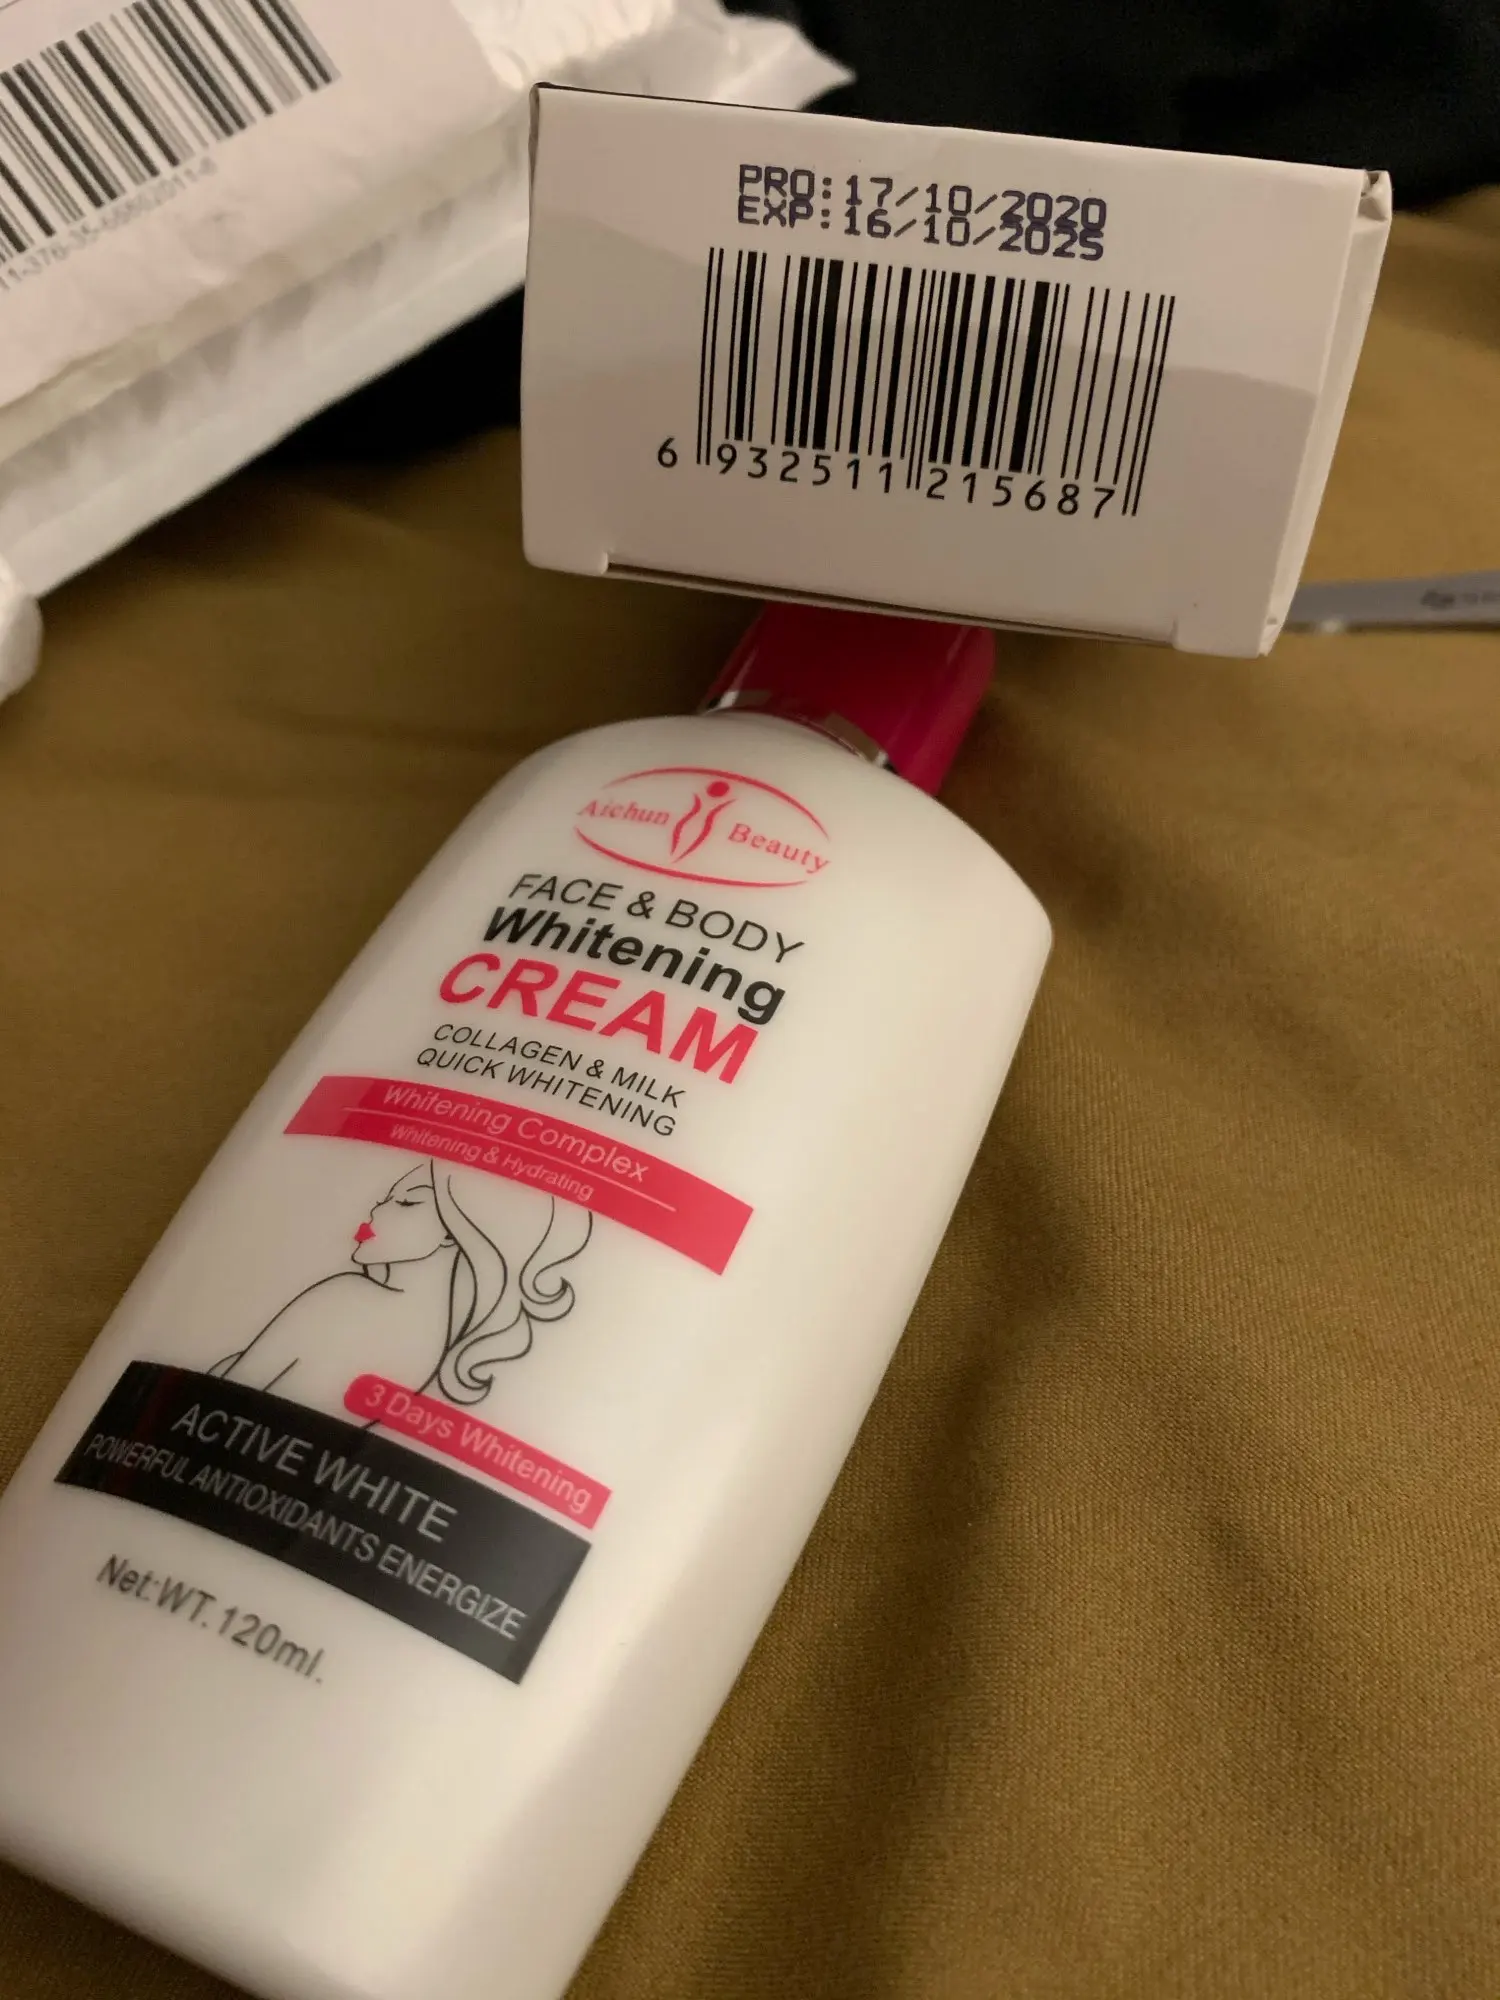 PRO:17/10/2020
EXP:16/10/2025
6 932511 215687
Aichun Beauty
FACE & BODY
Whitening
CREAM
COLLAGEN & MILK
QUICK WHITENING
Whitening Complex
Whitening & Hydrating
3 Days Whitening
ACTIVE WHITE
POWERFUL ANTIOXIDANTS ENERGIZE
Net:WT.120ml.